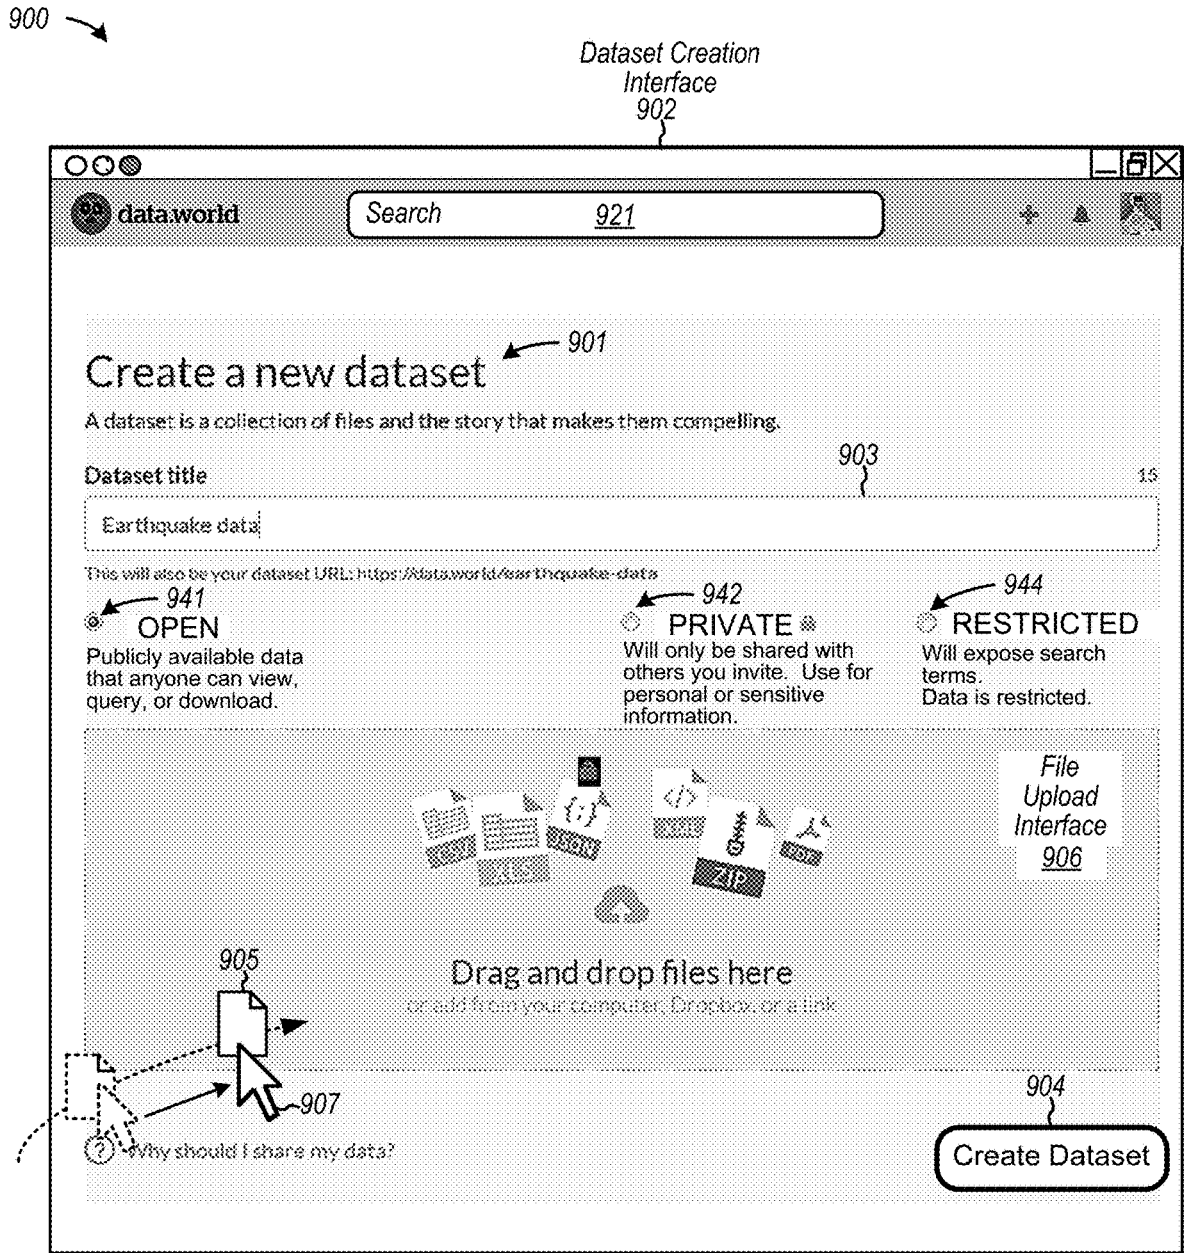 900
Dataset Creation
Interface
902
data.world
Search 921
901
Create a new dataset
A dataset is a collection of files and the story that makes them compelling.
903
Dataset title 15
Earthquake data
This will also be your dataset URL: https://data.world/earthquake-data
941 942 944
OPEN PRIVATE RESTRICTED
Publicly available data
that anyone can view,
query, or download.
Will only be shared with
others you invite. Use for
personal or sensitive
information.
Will expose search
terms.
Data is restricted.
File
Upload
Interface
906
CSV XLS JSON XML ZIP PDF
905
Drag and drop files here
or add from your computer, Dropbox, or a link
907
904
? Why should I share my data?
Create Dataset